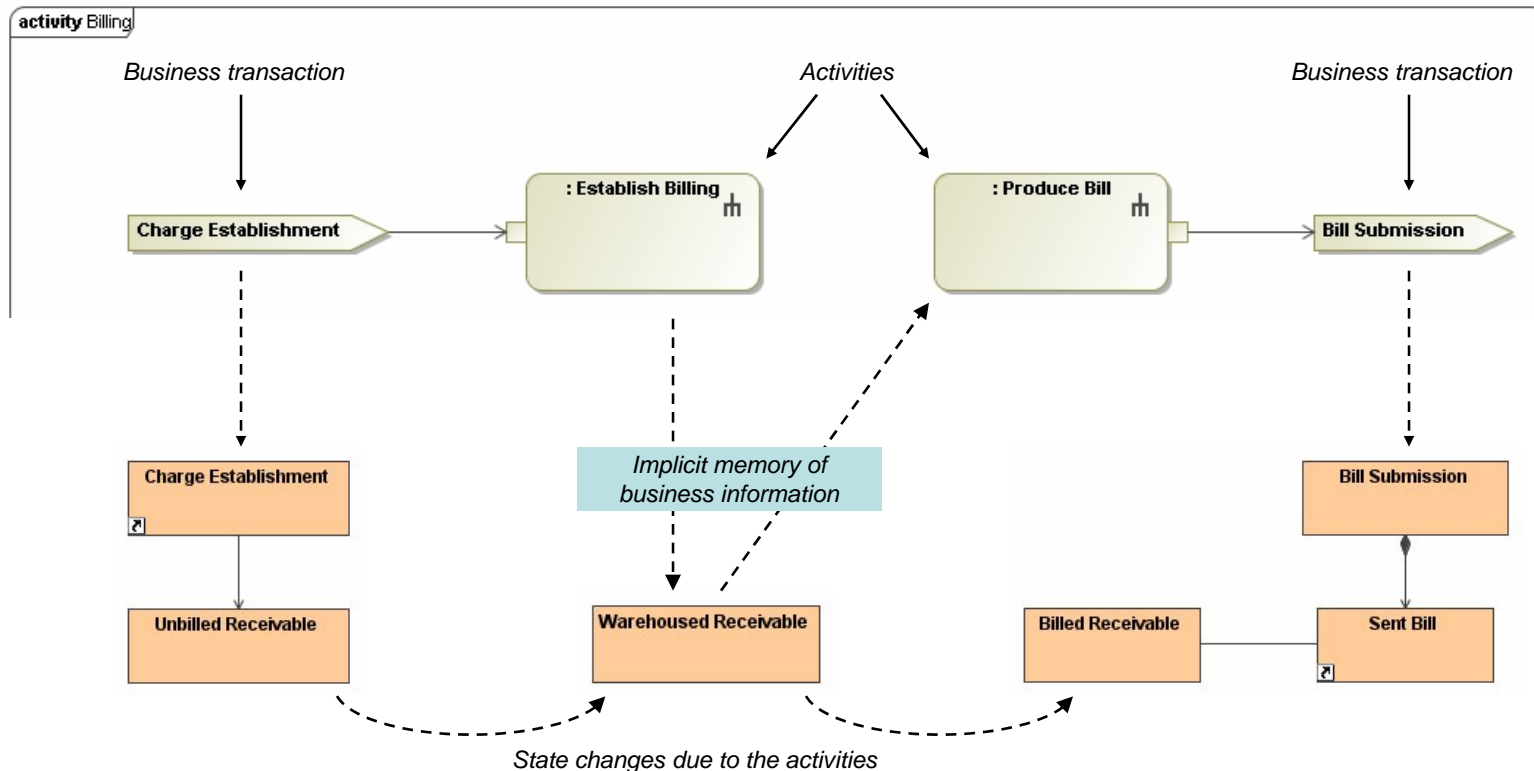 activity Billing
Business transaction
Activities
Business transaction
: Establish Billing
: Produce Bill
Charge Establishment
Bill Submission
Charge Establishment
Implicit memory of
business information
Bill Submission
Unbilled Receivable
Warehoused Receivable
Billed Receivable
Sent Bill
State changes due to the activities